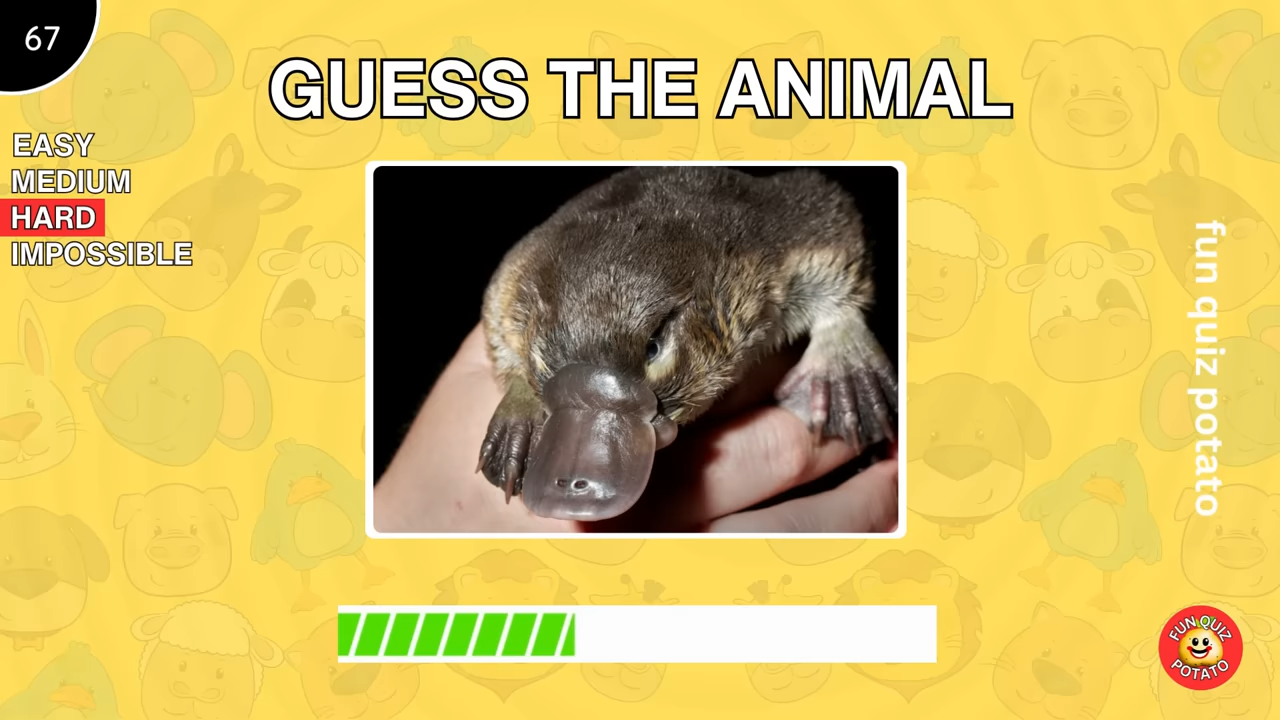 67
GUESS THE ANIMAL
EASY
MEDIUM
HARD
IMPOSSIBLE
fun quiz potato
FUN QUIZ
POTATO